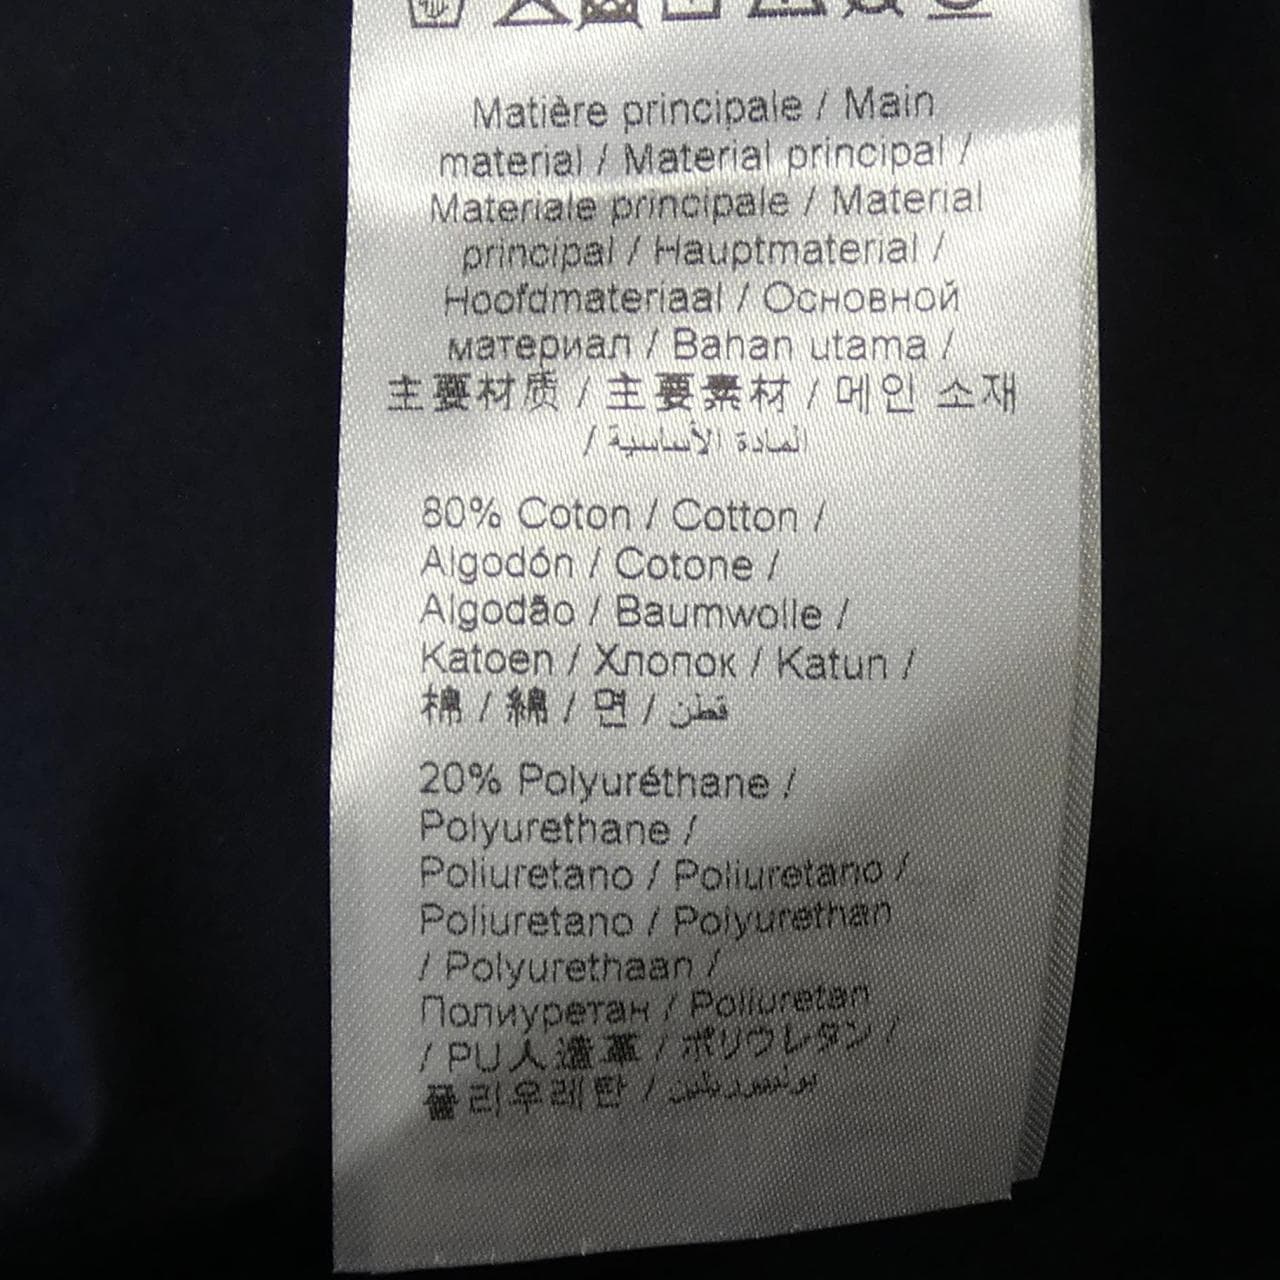 Matière principale / Main
material / Material principal /
Materiale principale / Material
principal / Hauptmaterial /
Hoofdmateriaal / Основной
материал / Bahan utama /
主要材质 / 主要素材 / 메인 소재
/ المادة الأساسية
80% Coton / Cotton /
Algodón / Cotone /
Algodão / Baumwolle /
Katoen / Хлопок / Katun /
棉 / 綿 / 면 / قطن
20% Polyuréthane /
Polyurethane /
Poliuretano / Poliuretano /
Poliuretano / Polyurethan
/ Polyurethaan /
Полиуретан / Poliuretan
/ PU人造革 / ポリウレタン /
폴리우레탄 /